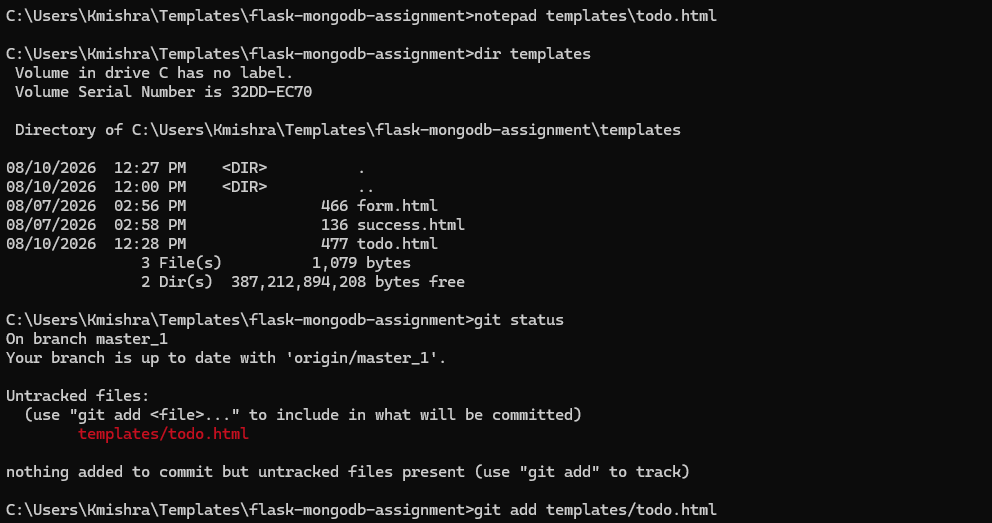 C:\Users\Kmishra\Templates\flask-mongodb-assignment>notepad templates\todo.html
C:\Users\Kmishra\Templates\flask-mongodb-assignment>dir templates
 Volume in drive C has no label.
 Volume Serial Number is 32DD-EC70
 Directory of C:\Users\Kmishra\Templates\flask-mongodb-assignment\templates
08/10/2026  12:27 PM    <DIR>          .
08/10/2026  12:00 PM    <DIR>          ..
08/07/2026  02:56 PM               466 form.html
08/07/2026  02:58 PM               136 success.html
08/10/2026  12:28 PM               477 todo.html
               3 File(s)          1,079 bytes
               2 Dir(s)  387,212,894,208 bytes free
C:\Users\Kmishra\Templates\flask-mongodb-assignment>git status
On branch master_1
Your branch is up to date with 'origin/master_1'.
Untracked files:
  (use "git add <file>..." to include in what will be committed)
        templates/todo.html
nothing added to commit but untracked files present (use "git add" to track)
C:\Users\Kmishra\Templates\flask-mongodb-assignment>git add templates/todo.html